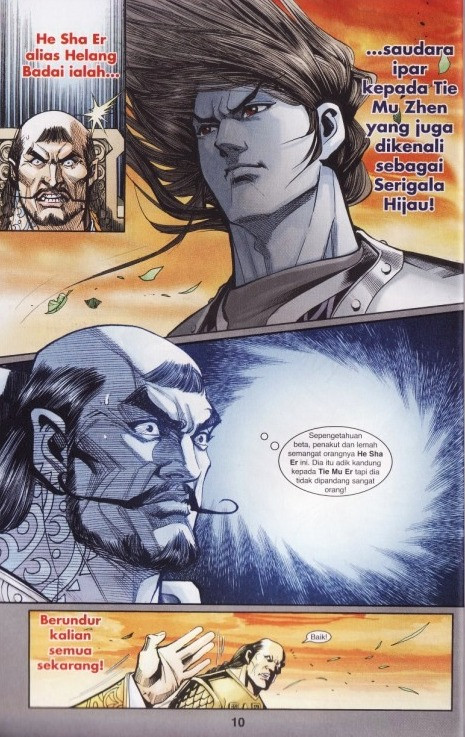 He Sha Er
alias Helang
Badai ialah...
...saudara
ipar
kepada Tie
Mu Zhen
yang juga
dikenali
sebagai
Serigala
Hijau!
Sepengetahuan
beta, penakut dan lemah
semangat orangnya He Sha
Er ini. Dia itu adik kandung
kepada Tie Mu Er tapi dia
tidak dipandang sangat
orang!
Berundur
kalian
semua
sekarang!
Baik!
10